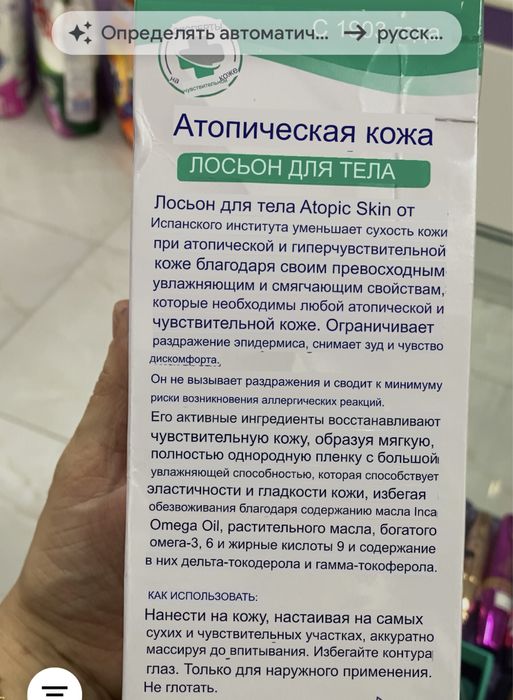 Определять автоматич... → русск...
С 1903 года
ЭКСПЕРТЫ
на чувствительной коже
Атопическая кожа
ЛОСЬОН ДЛЯ ТЕЛА
Лосьон для тела Atopic Skin от
Испанского института уменьшает сухость кожи
при атопической и гиперчувствительной
коже благодаря своим превосходным
увлажняющим и смягчающим свойствам,
которые необходимы любой атопической и
чувствительной коже. Ограничивает
раздражение эпидермиса, снимает зуд и чувство
дискомфорта.
Он не вызывает раздражения и сводит к минимуму
риски возникновения аллергических реакций.
Его активные ингредиенты восстанавливают
чувствительную кожу, образуя мягкую,
полностью однородную пленку с большой
увлажняющей способностью, которая способствует
эластичности и гладкости кожи, избегая
обезвоживания благодаря содержанию масла Inca
Omega Oil, растительного масла, богатого
омега-3, 6 и жирные кислоты 9 и содержание
в них дельта-токодерола и гамма-токоферола.
КАК ИСПОЛЬЗОВАТЬ:
Нанести на кожу, настаивая на самых
сухих и чувствительных участках, аккуратно
массируя до впитывания. Избегайте контура
глаз. Только для наружного применения.
Не глотать.